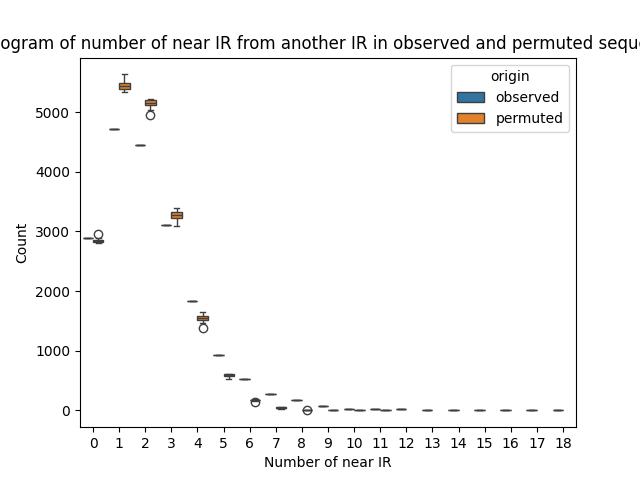 ogram of number of near IR from another IR in observed and permuted sequ
origin
observed
permuted
Count
5000
4000
3000
2000
1000
0
0 1 2 3 4 5 6 7 8 9 10 11 12 13 14 15 16 17 18
Number of near IR